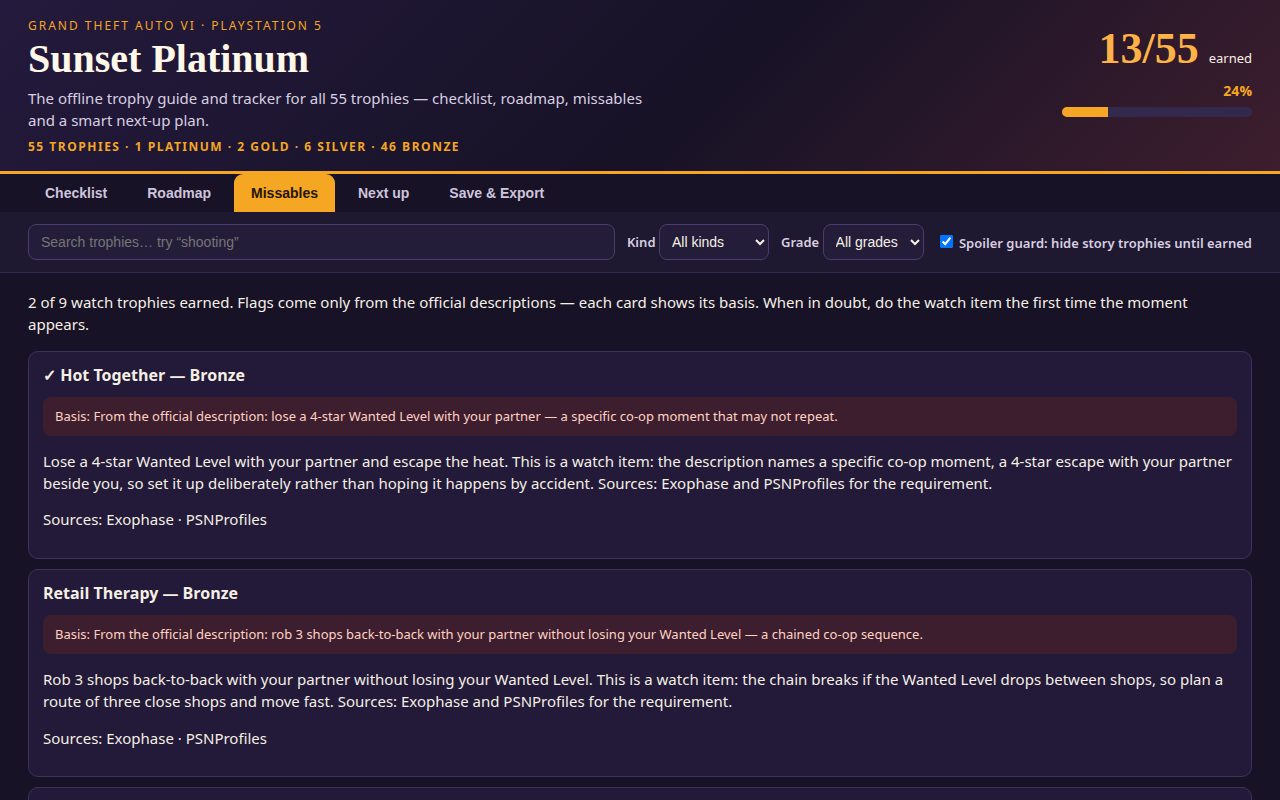 GRAND THEFT AUTO VI · PLAYSTATION 5
Sunset Platinum
The offline trophy guide and tracker for all 55 trophies — checklist, roadmap, missables
and a smart next-up plan.
55 TROPHIES · 1 PLATINUM · 2 GOLD · 6 SILVER · 46 BRONZE
13/55 earned
24%
Checklist Roadmap Missables Next up Save & Export
Search trophies… try “shooting” Kind All kinds Grade All grades Spoiler guard: hide story trophies until earned
2 of 9 watch trophies earned. Flags come only from the official descriptions — each card shows its basis. When in doubt, do the watch item the first time the moment
appears.
✓ Hot Together — Bronze
Basis: From the official description: lose a 4-star Wanted Level with your partner — a specific co-op moment that may not repeat.
Lose a 4-star Wanted Level with your partner and escape the heat. This is a watch item: the description names a specific co-op moment, a 4-star escape with your partner
beside you, so set it up deliberately rather than hoping it happens by accident. Sources: Exophase and PSNProfiles for the requirement.
Sources: Exophase · PSNProfiles
Retail Therapy — Bronze
Basis: From the official description: rob 3 shops back-to-back with your partner without losing your Wanted Level — a chained co-op sequence.
Rob 3 shops back-to-back with your partner without losing your Wanted Level. This is a watch item: the chain breaks if the Wanted Level drops between shops, so plan a
route of three close shops and move fast. Sources: Exophase and PSNProfiles for the requirement.
Sources: Exophase · PSNProfiles